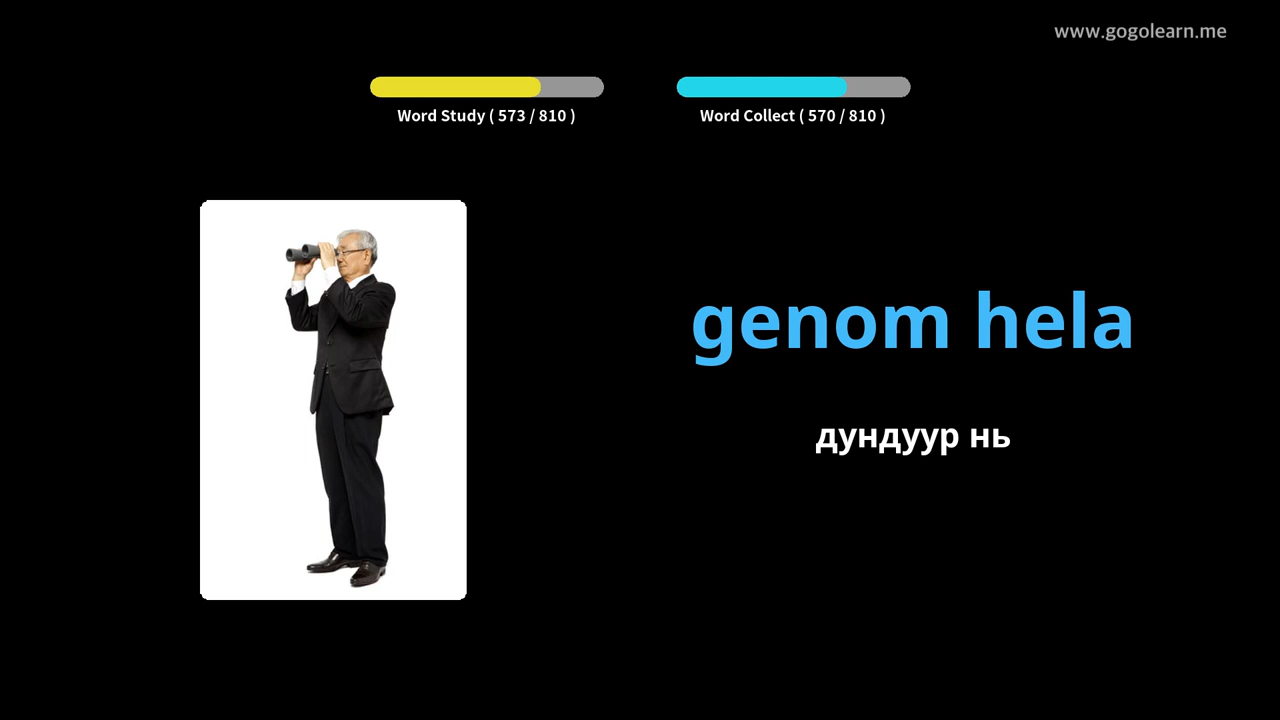 www.gogolearn.me
Word Study ( 573 / 810 )
Word Collect ( 570 / 810 )
genom hela
дундуур нь